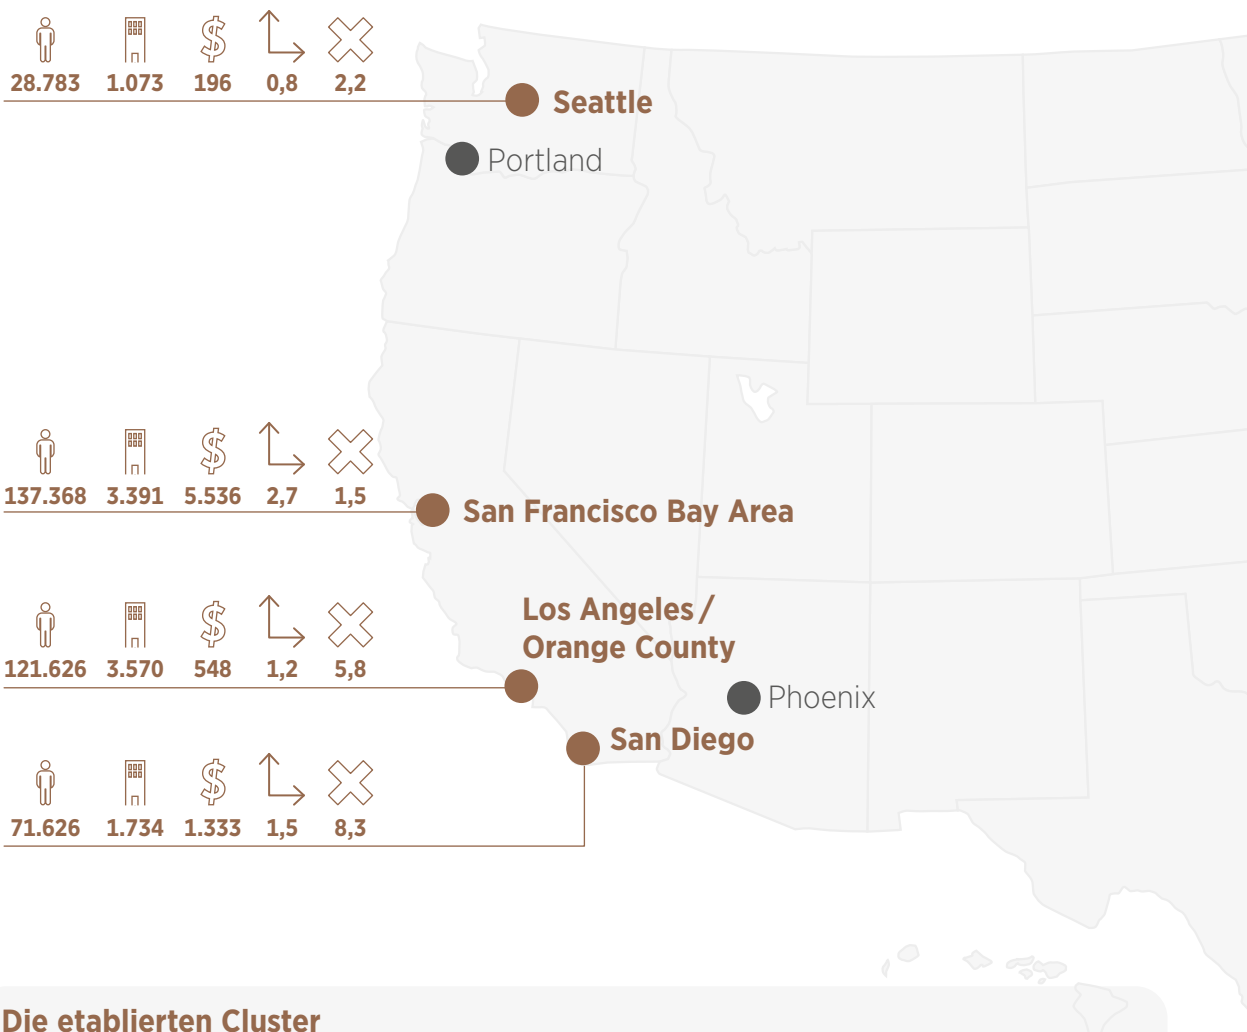 28.783 1.073 196 0,8 2,2
Seattle
Portland
137.368 3.391 5.536 2,7 1,5
San Francisco Bay Area
Los Angeles /
Orange County
121.626 3.570 548 1,2 5,8
Phoenix
San Diego
71.626 1.734 1.333 1,5 8,3
Die etablierten Cluster